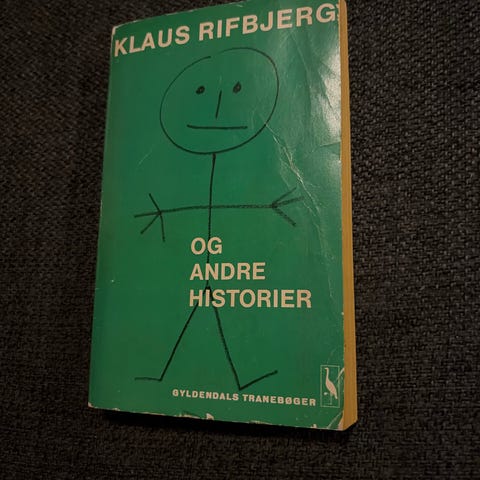 KLAUS RIFBJERG
OG
ANDRE
HISTORIER
GYLDENDALS TRANEBØGER